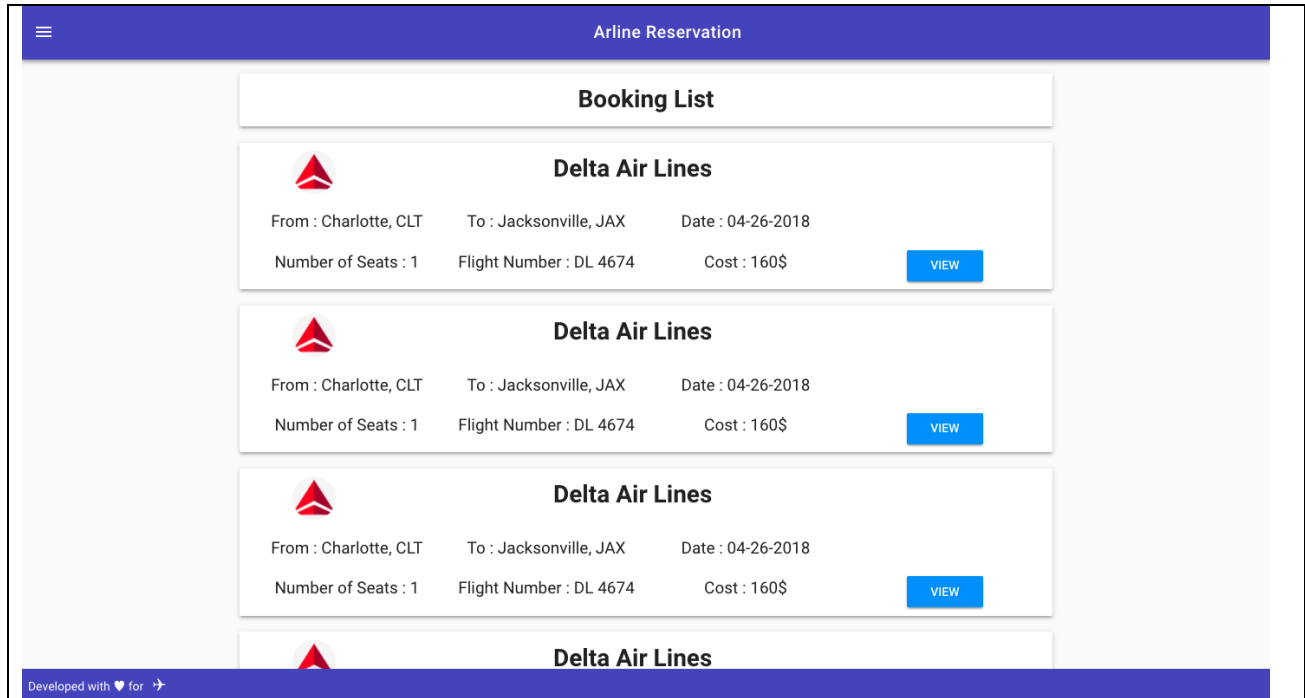 Arline Reservation
Booking List
Delta Air Lines
From : Charlotte, CLT To : Jacksonville, JAX Date : 04-26-2018
Number of Seats : 1 Flight Number : DL 4674 Cost : 160$ VIEW
Delta Air Lines
From : Charlotte, CLT To : Jacksonville, JAX Date : 04-26-2018
Number of Seats : 1 Flight Number : DL 4674 Cost : 160$ VIEW
Delta Air Lines
From : Charlotte, CLT To : Jacksonville, JAX Date : 04-26-2018
Number of Seats : 1 Flight Number : DL 4674 Cost : 160$ VIEW
Delta Air Lines
Developed with ♥ for ✈